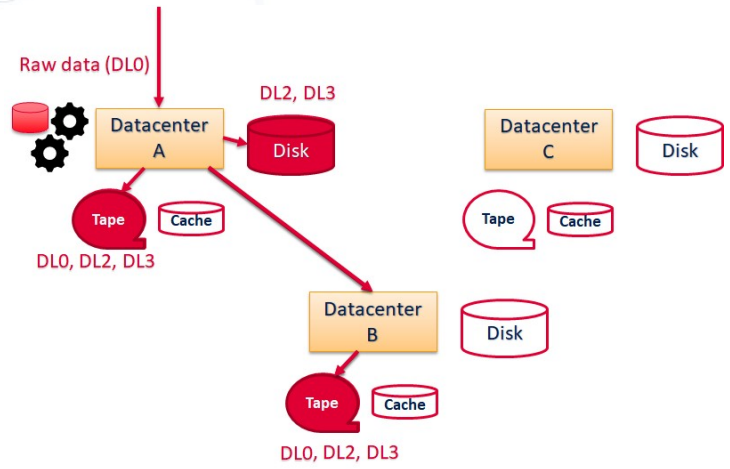 Raw data (DL0)
DL2, DL3
Datacenter
A
Disk
Datacenter
C
Disk
Tape
Cache
DL0, DL2, DL3
Tape
Cache
Datacenter
B
Disk
Tape
Cache
DL0, DL2, DL3